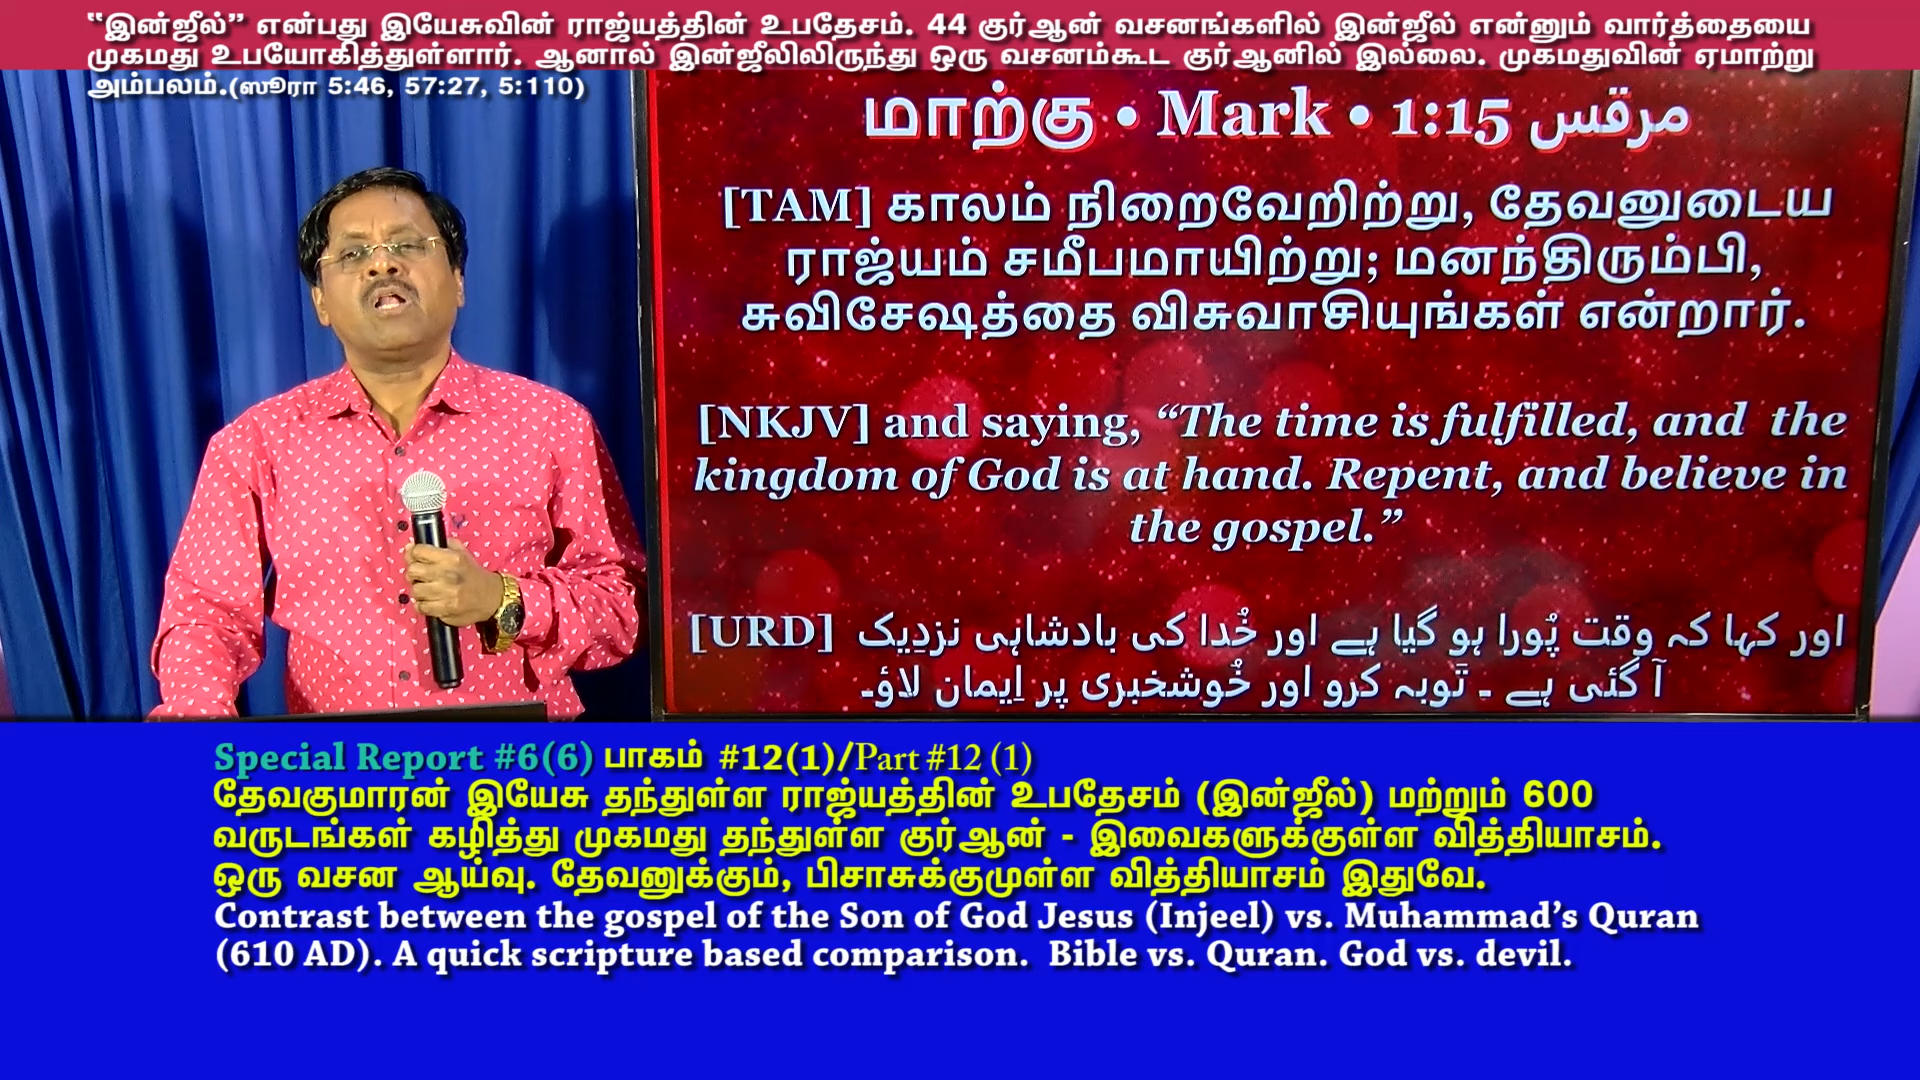 “இன்ஜீல்” என்பது இயேசுவின் ராஜ்யத்தின் உபதேசம். 44 குர்ஆன் வசனங்களில் இன்ஜீல் என்னும் வார்த்தையை
முகமது உபயோகித்துள்ளார். ஆனால் இன்ஜீலிலிருந்து ஒரு வசனம்கூட குர்ஆனில் இல்லை. முகமதுவின் ஏமாற்று
அம்பலம்.(ஸூரா 5:46, 57:27, 5:110)
மாற்கு • Mark • 1:15 مرقس
[TAM] காலம் நிறைவேறிற்று, தேவனுடைய
ராஜ்யம் சமீபமாயிற்று; மனந்திரும்பி,
சுவிசேஷத்தை விசுவாசியுங்கள் என்றார்.
[NKJV] and saying, “The time is fulfilled, and the
kingdom of God is at hand. Repent, and believe in
the gospel.”
[URD] اور کہا کہ وقت پُورا ہو گیا ہے اور خُدا کی بادشاہی نزدِیک
آ گئی ہے ۔ تَوبہ کرو اور خُوشخبری پر اِیمان لاؤ۔
Special Report #6(6) பாகம் #12(1)/Part #12 (1)
தேவகுமாரன் இயேசு தந்துள்ள ராஜ்யத்தின் உபதேசம் (இன்ஜீல்) மற்றும் 600
வருடங்கள் கழித்து முகமது தந்துள்ள குர்ஆன் - இவைகளுக்குள்ள வித்தியாசம்.
ஒரு வசன ஆய்வு. தேவனுக்கும், பிசாசுக்குமுள்ள வித்தியாசம் இதுவே.
Contrast between the gospel of the Son of God Jesus (Injeel) vs. Muhammad’s Quran
(610 AD). A quick scripture based comparison.  Bible vs. Quran. God vs. devil.